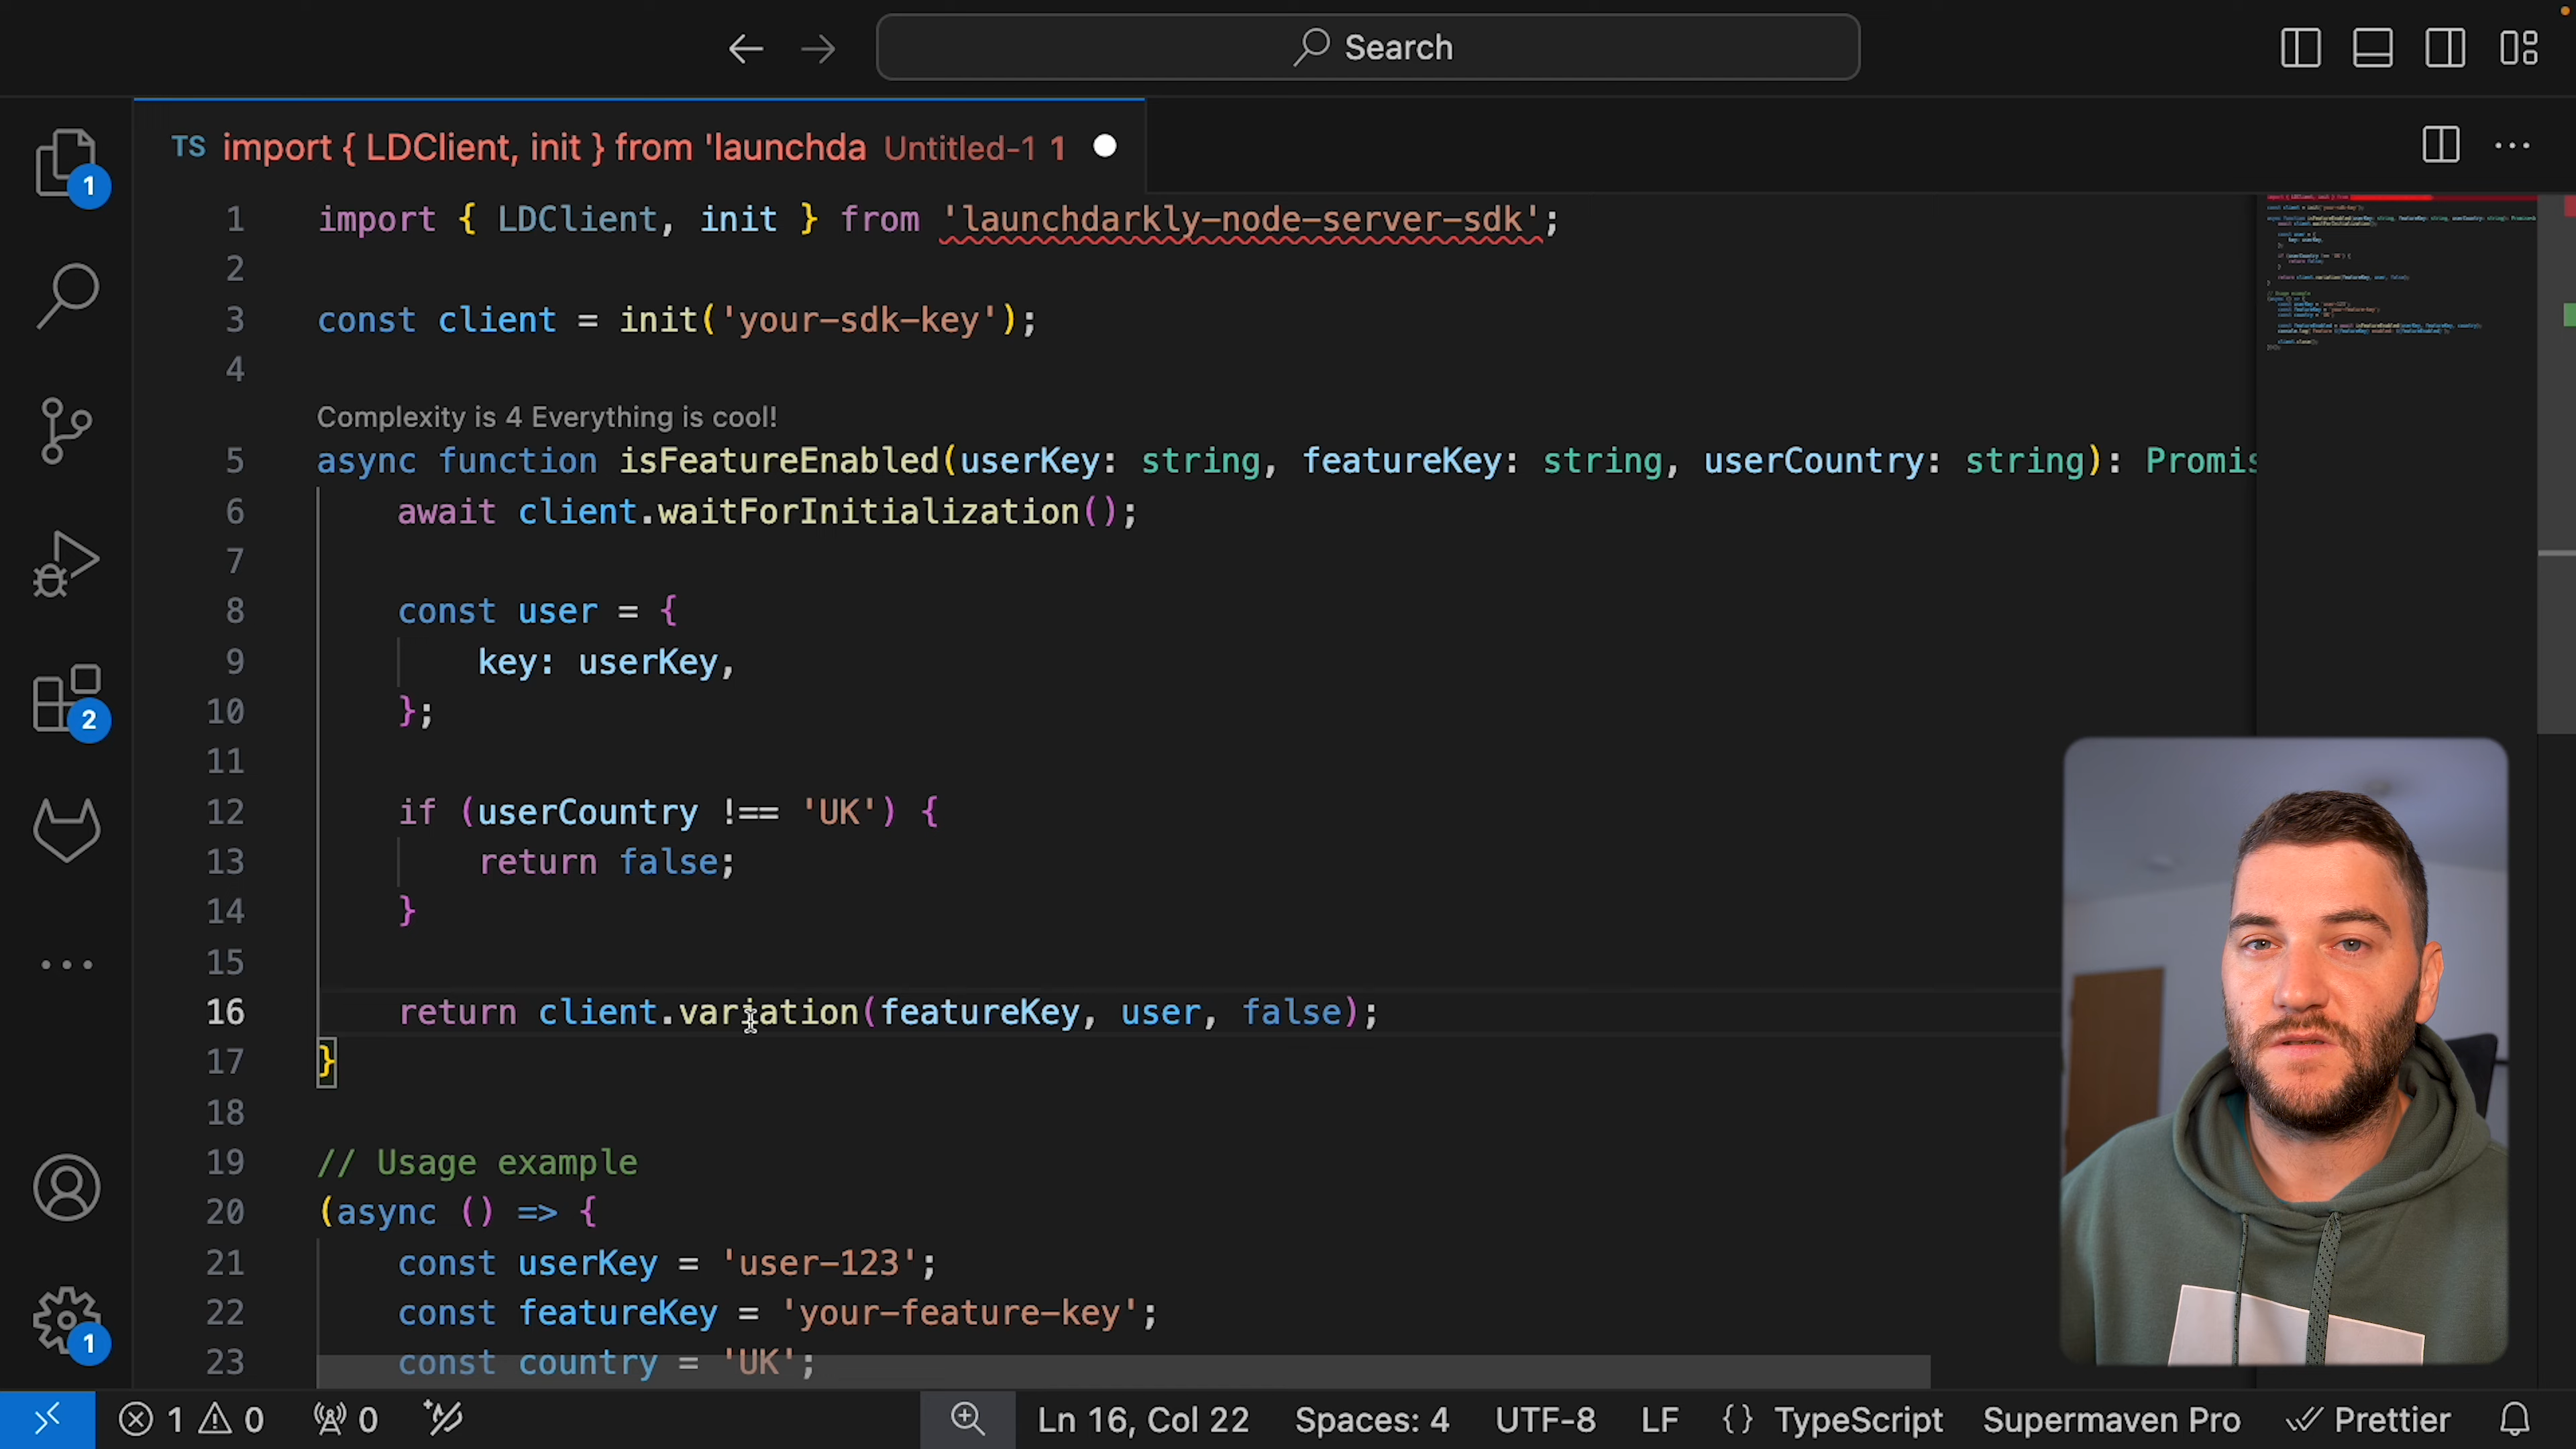 Search
TS import { LDClient, init } from 'launchda Untitled-1 1
1 import { LDClient, init } from 'launchdarkly-node-server-sdk';
2
3 const client = init('your-sdk-key');
4
Complexity is 4 Everything is cool!
5 async function isFeatureEnabled(userKey: string, featureKey: string, userCountry: string): Promis
6 await client.waitForInitialization();
7
8 const user = {
9 key: userKey,
10 };
11
12 if (userCountry !== 'UK') {
13 return false;
14 }
15
16 return client.variation(featureKey, user, false);
17 }
18
19 // Usage example
20 (async () => {
21 const userKey = 'user-123';
22 const featureKey = 'your-feature-key';
23 const country = 'UK';
1
2
1
1 0 0 Ln 16, Col 22 Spaces: 4 UTF-8 LF {} TypeScript Supermaven Pro Prettier